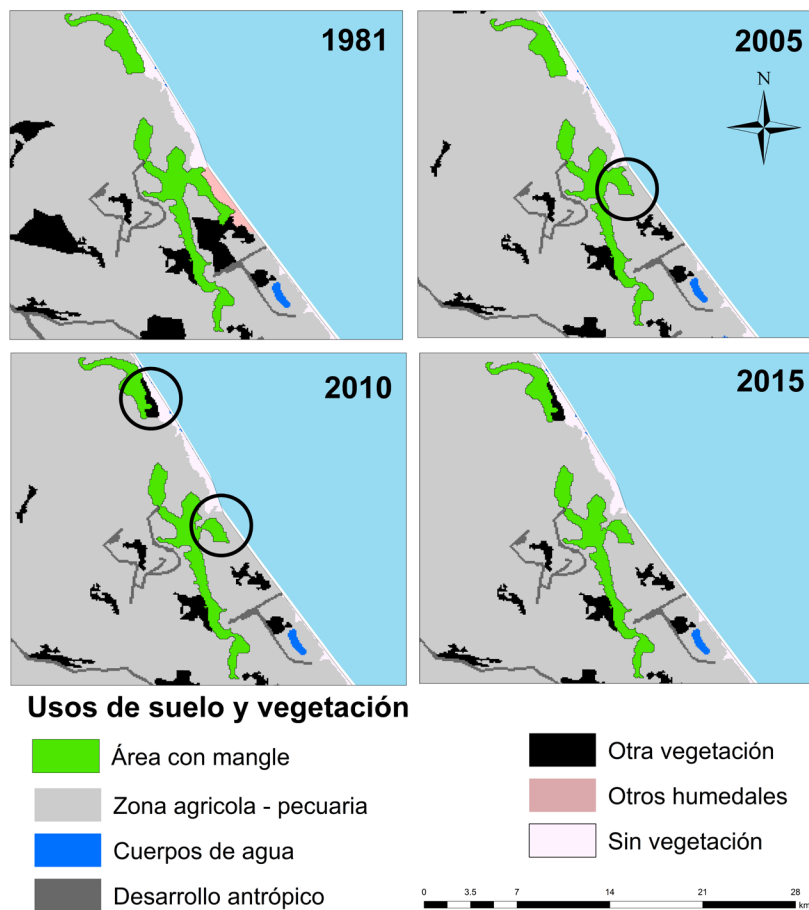 1981
2005
N
2010
2015
Usos de suelo y vegetación
Área con mangle
Zona agricola - pecuaria
Cuerpos de agua
Desarrollo antrópico
Otra vegetación
Otros humedales
Sin vegetación
0 3.5 7 14 21 28
km